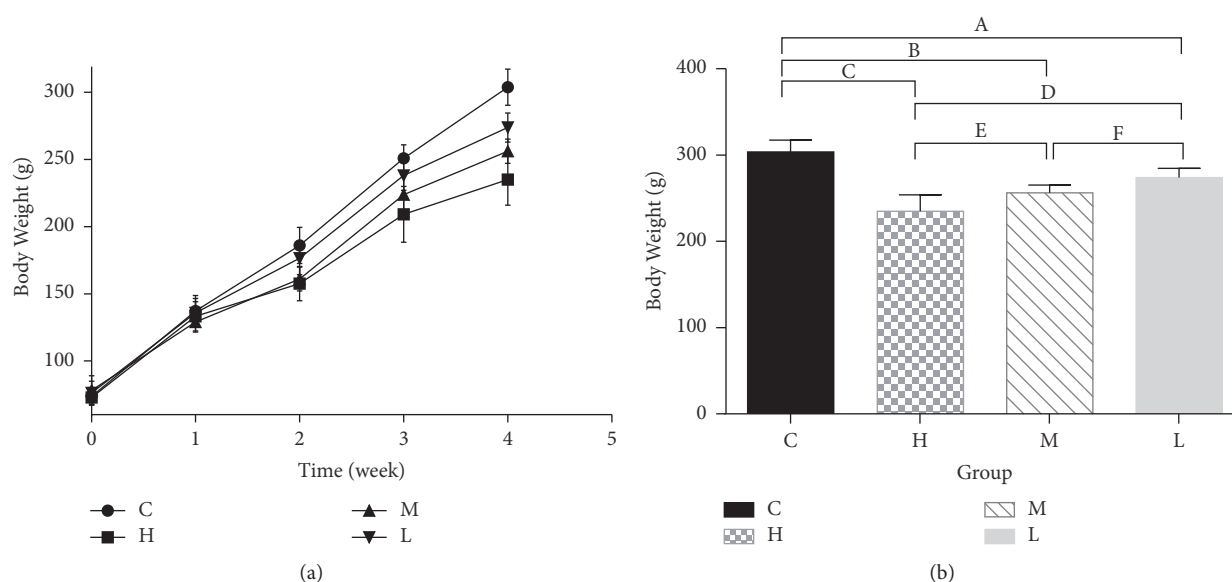 300
250
200
150
100
Body Weight (g)
0 1 2 3 4 5
Time (week)
C M
H L
(a)
A
B
C
D
E F
400
300
200
100
0
Body Weight (g)
C H M L
Group
C M
H L
(b)